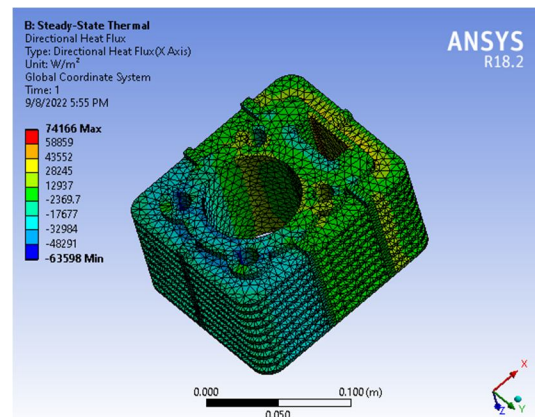 B: Steady-State Thermal
Directional Heat Flux
Type: Directional Heat Flux(X Axis)
Unit: W/m²
Global Coordinate System
Time: 1
9/8/2022 5:55 PM
74166 Max
58859
43552
28245
12937
-2369.7
-17677
-32984
-48291
-63598 Min
ANSYS
R18.2
0.000
0.100 (m)
0.050
X
Y
Z